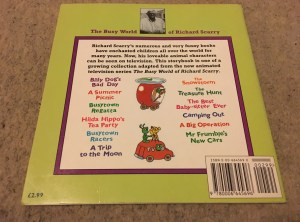 The Busy World of Richard Scarry
Richard Scarry's numerous and very funny books
have enchanted children all over the world for
many years. Now, his lovable animal characters
can be seen on television. This storybook is one of a
growing collection adapted from the new animated
television series The Busy World of Richard Scarry.
Billy Dog's
Bad Day
A Summer
Picnic
Busytown
Regatta
Hilda Hippo's
Tea Party
Busytown
Racers
A Trip
to the Moon
The
Snowstorm
The
Treasure Hunt
The Best
Baby-Sitter Ever
Camping Out
A Big Operation
Mr Frumble's
New Cars
£2.99